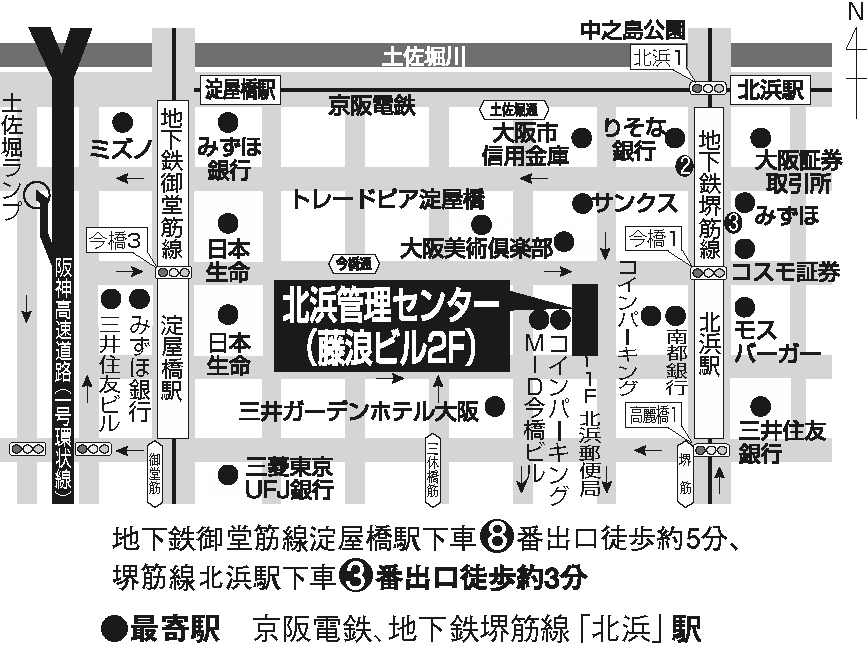 N
中之島公園
土佐堀川
北浜1
淀屋橋駅
京阪電鉄
北浜駅
土佐堀通
土佐堀ランプ
ミズノ
地下鉄御堂筋線
みずほ
銀行
大阪市
信用金庫
りそな
銀行
❷
地下鉄堺筋線
大阪証券
取引所
トレードピア淀屋橋
サンクス
❸
みずほ
今橋3
日本
生命
大阪美術倶楽部
今橋1
コスモ証券
今橋通
阪神高速道路(一号環状線)
三井住友ビル
みずほ銀行
淀屋橋駅
日本
生命
北浜管理センター
(藤浪ビル2F)
MID今橋ビル
コインパーキング
1F北浜郵便局
コインパーキング
南都銀行
北浜駅
モス
バーガー
三井ガーデンホテル大阪
高麗橋1
三井住友
銀行
御堂筋
三菱東京
UFJ銀行
三休橋筋
堺筋
地下鉄御堂筋線淀屋橋駅下車❽番出口徒歩約5分、
堺筋線北浜駅下車❸番出口徒歩約3分
●最寄駅 京阪電鉄、地下鉄堺筋線「北浜」駅